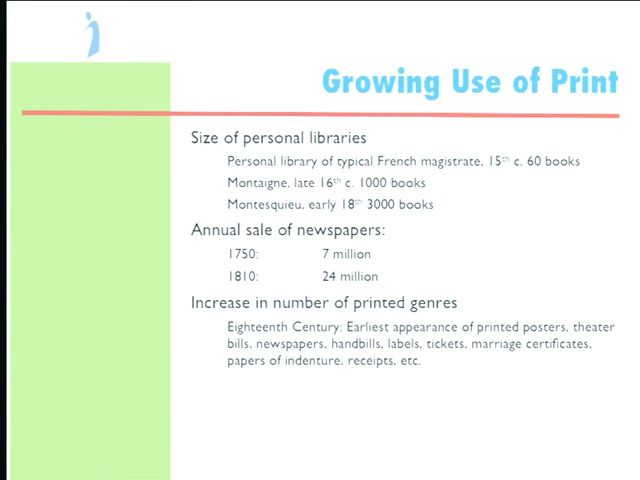 Growing Use of Print
Size of personal libraries
Personal library of typical French magistrate, 15th c. 60 books
Montaigne, late 16th c. 1000 books
Montesquieu, early 18th 3000 books
Annual sale of newspapers:
1750: 7 million
1810: 24 million
Increase in number of printed genres
Eighteenth Century: Earliest appearance of printed posters, theater
bills, newspapers, handbills, labels, tickets, marriage certificates,
papers of indenture, receipts, etc.